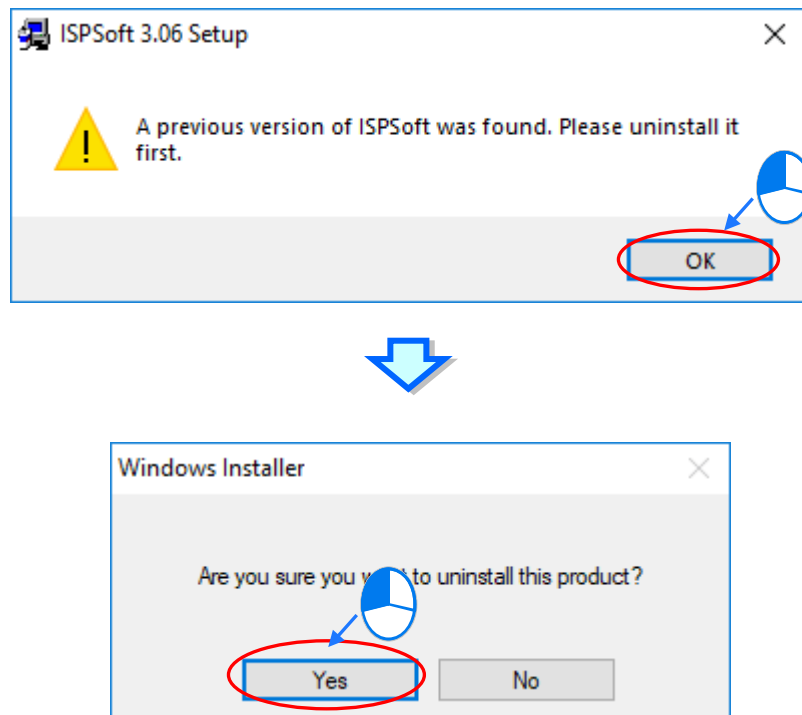 ISPSoft 3.06 Setup
A previous version of ISPSoft was found. Please uninstall it
first.
OK
Windows Installer
Are you sure you to uninstall this product?
Yes
No